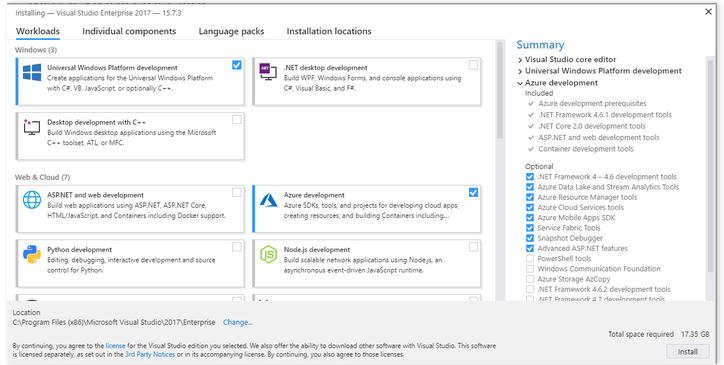 Installing — Visual Studio Enterprise 2017 — 15.7.3
Workloads
Individual components
Language packs
Installation locations
Windows (3)
Universal Windows Platform development
Create applications for the Universal Windows Platform
with C#, VB, JavaScript, or optionally C++.
.NET desktop development
Build WPF, Windows Forms, and console applications using
C#, Visual Basic, and F#.
Desktop development with C++
Build Windows desktop applications using the Microsoft
C++ toolset, ATL, or MFC.
Web & Cloud (7)
ASP.NET and web development
Build web applications using ASP.NET, ASP.NET Core,
HTML/JavaScript, and Containers including Docker support.
Azure development
Azure SDKs, tools, and projects for developing cloud apps,
creating resources, and building Containers including...
Python development
Editing, debugging, interactive development and source
control for Python.
Node.js development
Build scalable network applications using Node.js, an
asynchronous event-driven JavaScript runtime.
Summary
Visual Studio core editor
Universal Windows Platform development
Azure development
Included
Azure development prerequisites
.NET Framework 4.6.1 development tools
.NET Core 2.0 development tools
ASP.NET and web development tools
Container development tools
Optional
.NET Framework 4 – 4.6 development tools
Azure Data Lake and Stream Analytics Tools
Azure Resource Manager tools
Azure Cloud Services tools
Azure Mobile Apps SDK
Service Fabric Tools
Snapshot Debugger
Advanced ASP.NET features
PowerShell tools
Windows Communication Foundation
Azure Storage AzCopy
.NET Framework 4.6.2 development tools
.NET Framework 4.7 development tools
Location
C:\Program Files (x86)\Microsoft Visual Studio\2017\Enterprise Change...
Total space required 17.35 GB
By continuing, you agree to the license for the Visual Studio edition you selected. We also offer the ability to download other software with Visual Studio. This software
is licensed separately, as set out in the 3rd Party Notices or in its accompanying license. By continuing, you also agree to those licenses.
Install